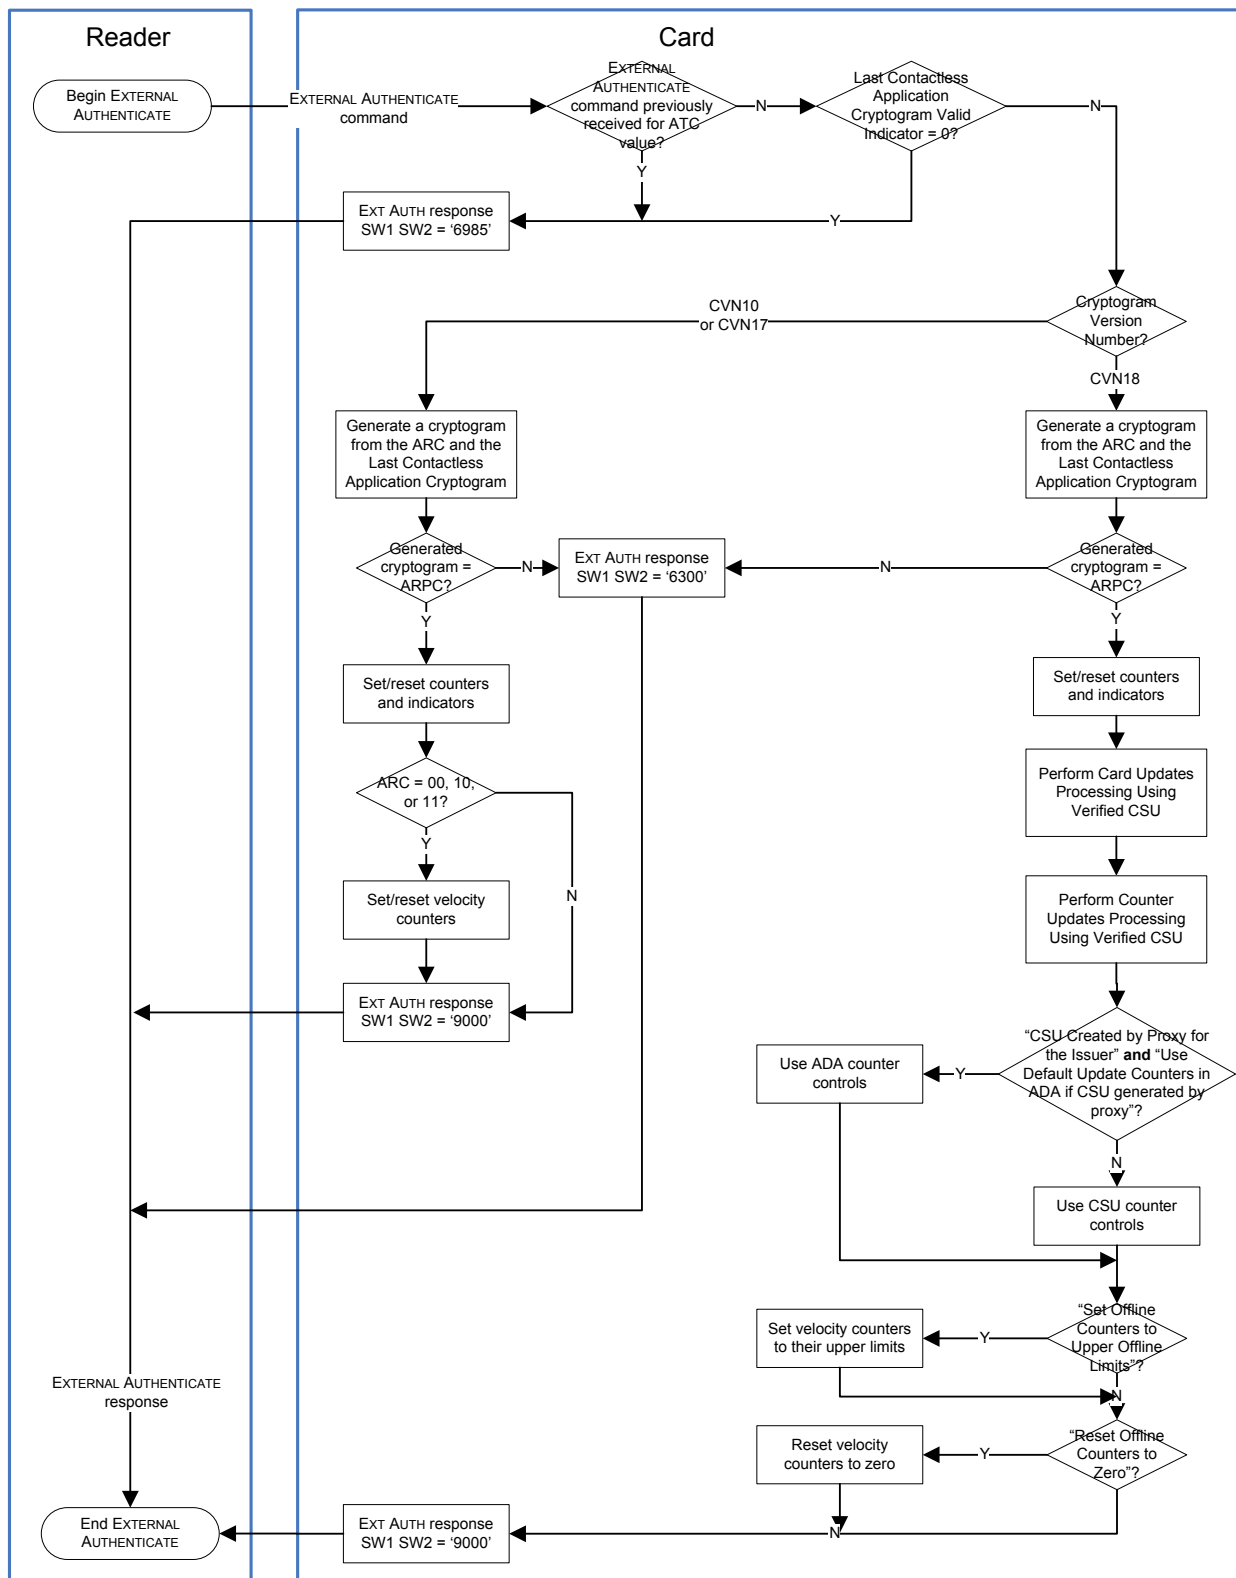 Reader
Card
Begin EXTERNAL
AUTHENTICATE
EXTERNAL AUTHENTICATE
command
EXTERNAL
AUTHENTICATE
command previously
received for ATC
value?
N
Last Contactless
Application
Cryptogram Valid
Indicator = 0?
N
Y
EXT AUTH response
SW1 SW2 = ‘6985’
Y
CVN10
or CVN17
Cryptogram
Version
Number?
CVN18
Generate a cryptogram
from the ARC and the
Last Contactless
Application Cryptogram
Generate a cryptogram
from the ARC and the
Last Contactless
Application Cryptogram
Generated
cryptogram =
ARPC?
N
EXT AUTH response
SW1 SW2 = ‘6300’
N
Generated
cryptogram =
ARPC?
Y
Y
Set/reset counters
and indicators
Set/reset counters
and indicators
ARC = 00, 10,
or 11?
Perform Card Updates
Processing Using
Verified CSU
Y
N
Set/reset velocity
counters
Perform Counter
Updates Processing
Using Verified CSU
EXT AUTH response
SW1 SW2 = ‘9000’
“CSU Created by Proxy for
the Issuer” and “Use
Default Update Counters in
ADA if CSU generated by
proxy”?
Y
Use ADA counter
controls
N
Use CSU counter
controls
“Set Offline
Counters to
Upper Offline
Limits”?
Y
Set velocity counters
to their upper limits
N
EXTERNAL AUTHENTICATE
response
“Reset Offline
Counters to
Zero”?
Y
Reset velocity
counters to zero
N
EXT AUTH response
SW1 SW2 = ‘9000’
End EXTERNAL
AUTHENTICATE